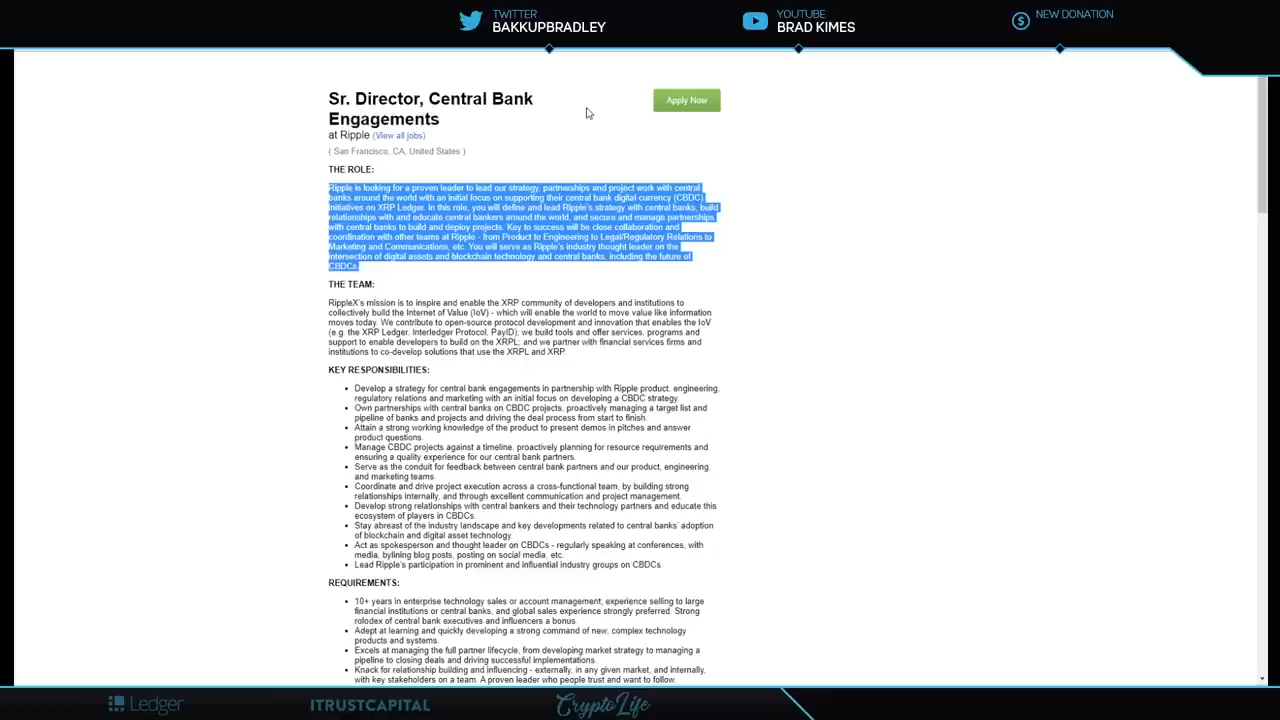 TWITTER
BAKKUPBRADLEY
YOUTUBE
BRAD KIMES
NEW DONATION
Sr. Director, Central Bank
Engagements
Apply Now
at Ripple (View all jobs)
( San Francisco, CA, United States )
THE ROLE:
Ripple is looking for a proven leader to lead our strategy, partnerships and project work with central
banks around the world with an initial focus on supporting their central bank digital currency (CBDC)
initiatives on XRP Ledger. In this role, you will define and lead Ripple's strategy with central banks, build
relationships with and educate central bankers around the world, and secure and manage partnerships
with central banks to build and deploy projects. Key to success will be close collaboration and
coordination with other teams at Ripple - from Product to Engineering to Legal/Regulatory Relations to
Marketing and Communications, etc. You will serve as Ripple's industry thought leader on the
intersection of digital assets and blockchain technology and central banks, including the future of
CBDCs.
THE TEAM:
RippleX's mission is to inspire and enable the XRP community of developers and institutions to
collectively build the Internet of Value (IoV) - which will enable the world to move value like information
moves today. We contribute to open-source protocol development and innovation that enables the IoV
(e.g. the XRP Ledger, Interledger Protocol, PayID); we build tools and offer services, programs and
support to enable developers to build on the XRPL; and we partner with financial services firms and
institutions to co-develop solutions that use the XRPL and XRP.
KEY RESPONSIBILITIES:
• Develop a strategy for central bank engagements in partnership with Ripple product, engineering,
regulatory relations and marketing with an initial focus on developing a CBDC strategy.
• Own partnerships with central banks on CBDC projects, proactively managing a target list and
pipeline of banks and projects and driving the deal process from start to finish.
• Attain a strong working knowledge of the product to present demos in pitches and answer
product questions.
• Manage CBDC projects against a timeline, proactively planning for resource requirements and
ensuring a quality experience for our central bank partners.
• Serve as the conduit for feedback between central bank partners and our product, engineering,
and marketing teams.
• Coordinate and drive project execution across a cross-functional team, by building strong
relationships internally, and through excellent communication and project management.
• Develop strong relationships with central bankers and their technology partners and educate this
ecosystem of players in CBDCs.
• Stay abreast of the industry landscape and key developments related to central banks' adoption
of blockchain and digital asset technology.
• Act as spokesperson and thought leader on CBDCs - regularly speaking at conferences, with
media, bylining blog posts, posting on social media, etc.
• Lead Ripple's participation in prominent and influential industry groups on CBDCs.
REQUIREMENTS:
• 10+ years in enterprise technology sales or account management, experience selling to large
financial institutions or central banks, and global sales experience strongly preferred. Strong
rolodex of central bank executives and influencers a bonus.
• Adept at learning and quickly developing a strong command of new, complex technology
products and systems.
• Excels at managing the full partner lifecycle, from developing market strategy to managing a
pipeline to closing deals and driving successful implementations.
• Knack for relationship building and influencing - externally, in any given market, and internally,
with key stakeholders on a team. A proven leader who people trust and want to follow.
Ledger
ITRUSTCAPITAL
CryptoLife